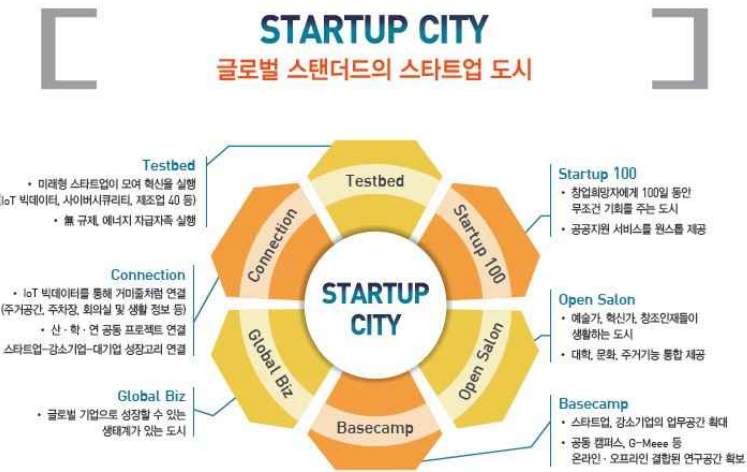 STARTUP CITY
글로벌 스탠더드의 스타트업 도시
Testbed
• 미래형 스타트업이 모여 혁신을 실행
(IoT 빅데이터, 사이버시큐리티, 제조업 4.0 등)
• 無 규제, 에너지 자급자족 실행
Connection
• IoT 빅데이터를 통해 거미줄처럼 연결
(주거공간, 주차장, 회의실 및 생활 정보 등)
• 산·학·연 공동 프로젝트 연결
스타트업-강소기업-대기업 성장고리 연결
Global Biz
• 글로벌 기업으로 성장할 수 있는
생태계가 있는 도시
Testbed
Connection
Startup 100
STARTUP
CITY
Global Biz
Open Salon
Basecamp
Startup 100
• 창업희망자에게 100일 동안
무조건 기회를 주는 도시
• 공공지원 서비스를 원스톱 제공
Open Salon
• 예술가, 혁신가, 창조인재들이
생활하는 도시
• 대학, 문화, 주거기능 통합 제공
Basecamp
• 스타트업, 강소기업의 업무공간 확대
• 공동 캠퍼스, G-Meee 등
온라인·오프라인 결합된 연구공간 확보